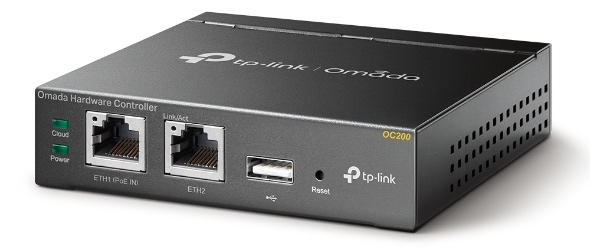 tp-link | Omada
Omada Hardware Controller
Link/Act
OC200
Cloud
Power
ETH1 (PoE IN)
ETH2
Reset
tp-link